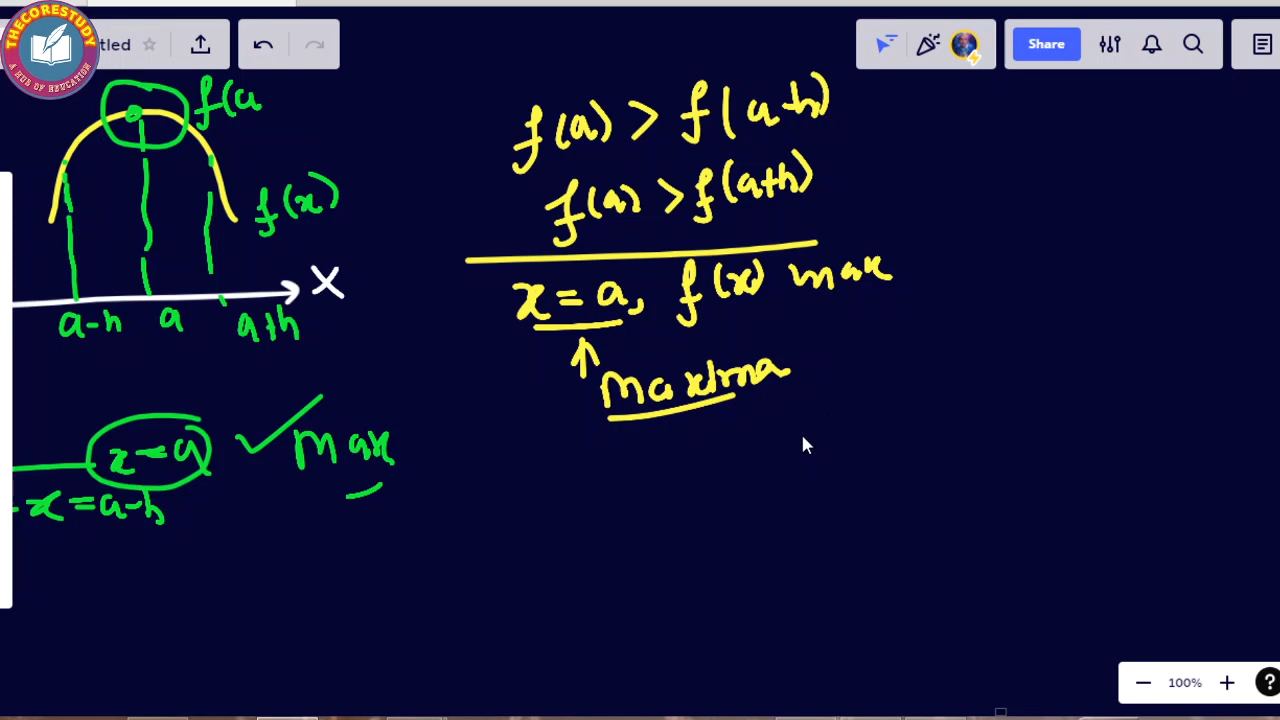 THECORESTUDY
A HUB OF EDUCATION
tled
Share
f(a
f(x)
X
a-h a a+h
x=a Max
x=a-h
f(a) > f(a+h)
f(a) > f(a+h)
x = a, f(x) max
Maxima
100%
?